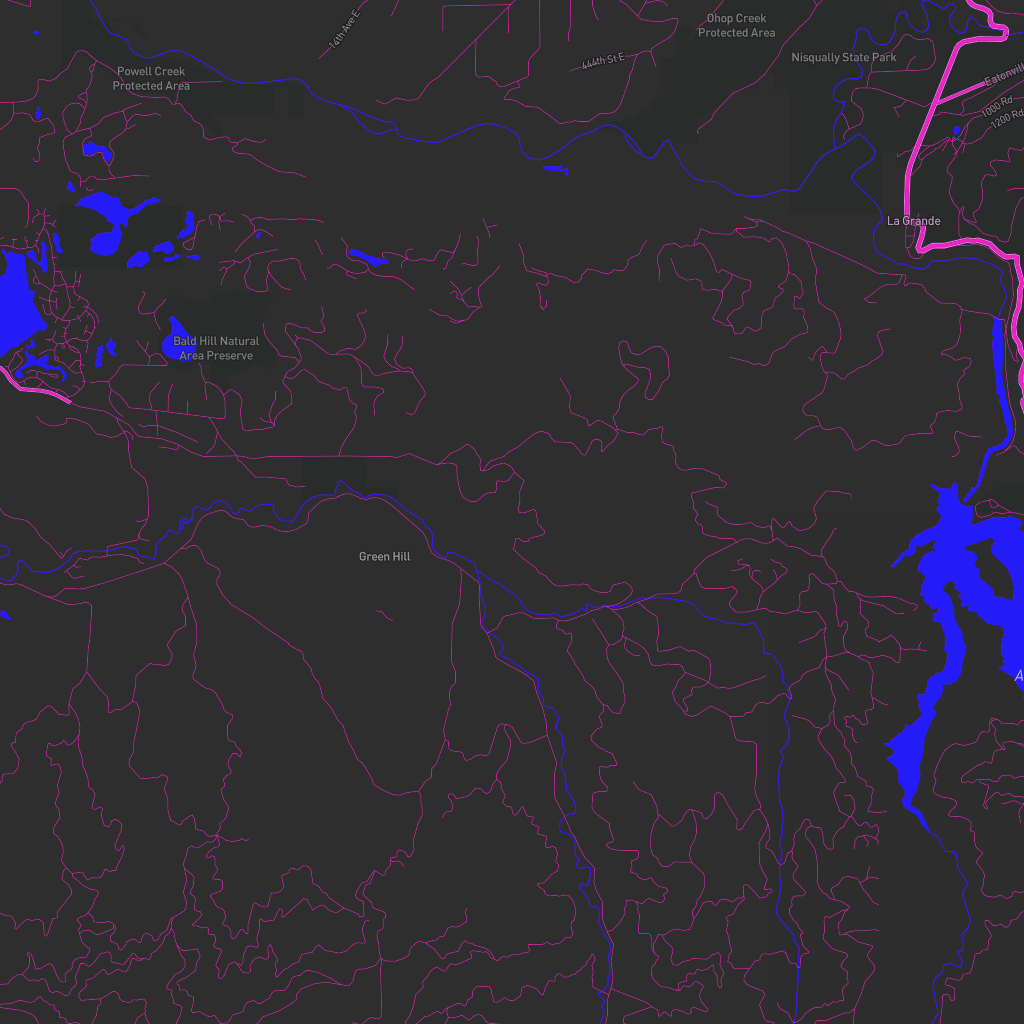 14th Ave E
Ohop Creek
Protected Area
444th St E
Nisqually State Park
Powell Creek
Protected Area
Eatonvill
1000 Rd
1200 Rd
La Grande
Bald Hill Natural
Area Preserve
Green Hill
A